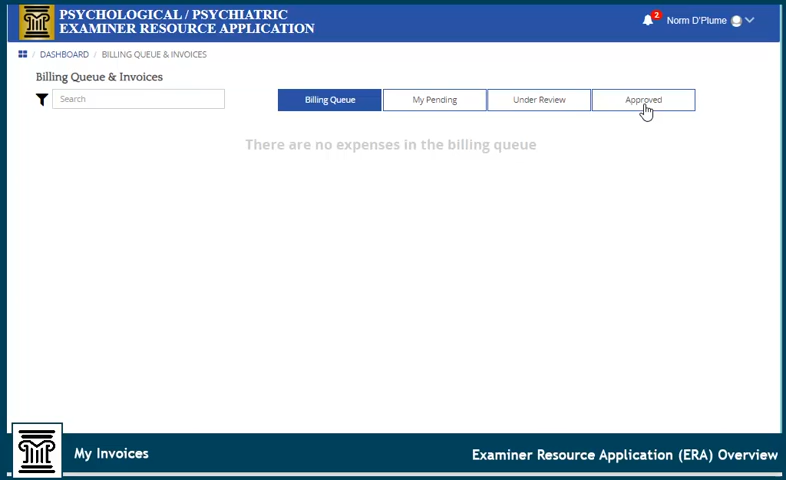 PSYCHOLOGICAL / PSYCHIATRIC
EXAMINER RESOURCE APPLICATION
2
Norm D'Plume
/ DASHBOARD / BILLING QUEUE & INVOICES
Billing Queue & Invoices
Search
Billing Queue
My Pending
Under Review
Approved
There are no expenses in the billing queue
My Invoices
Examiner Resource Application (ERA) Overview